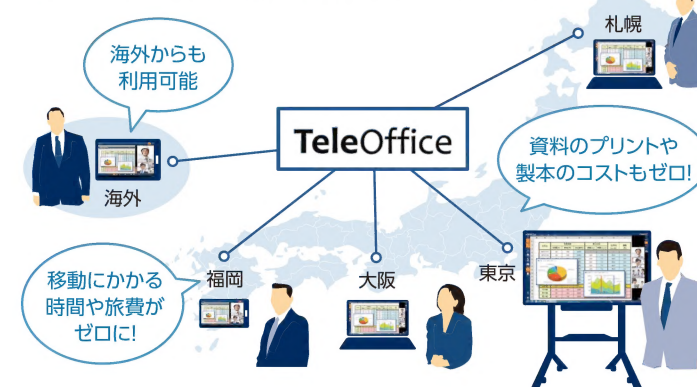 札幌
海外からも
利用可能
TeleOffice
資料のプリントや
製本のコストもゼロ!
海外
移動にかかる
時間や旅費が
ゼロに!
福岡
大阪
東京